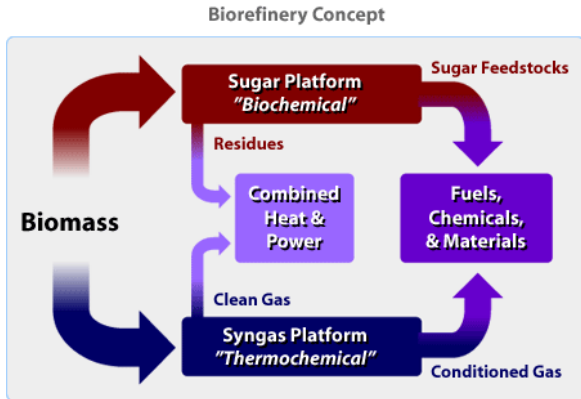 Biorefinery Concept
Sugar Platform
"Biochemical"
Sugar Feedstocks
Residues
Combined
Heat &
Power
Fuels,
Chemicals,
& Materials
Biomass
Clean Gas
Syngas Platform
"Thermochemical"
Conditioned Gas